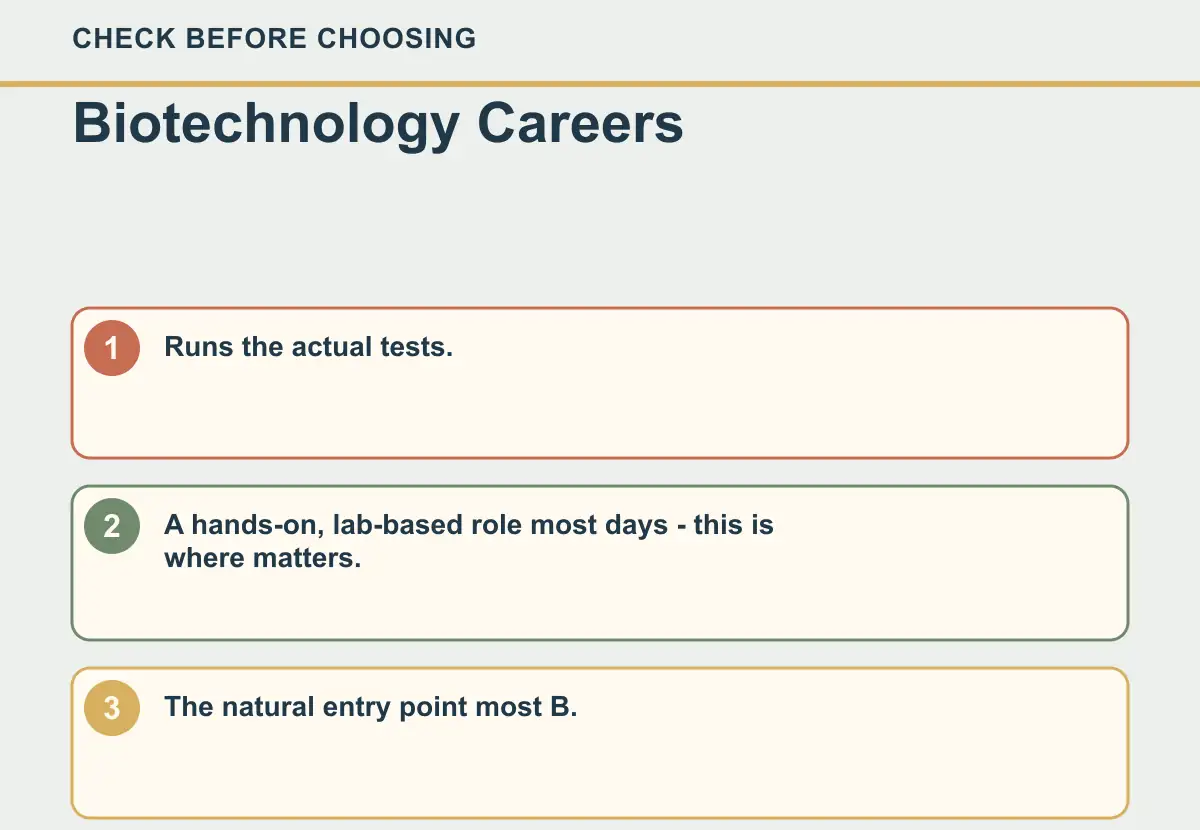 CHECK BEFORE CHOOSING
Biotechnology Careers
1
Runs the actual tests.
2
A hands-on, lab-based role most days - this is
where matters.
3
The natural entry point most B.